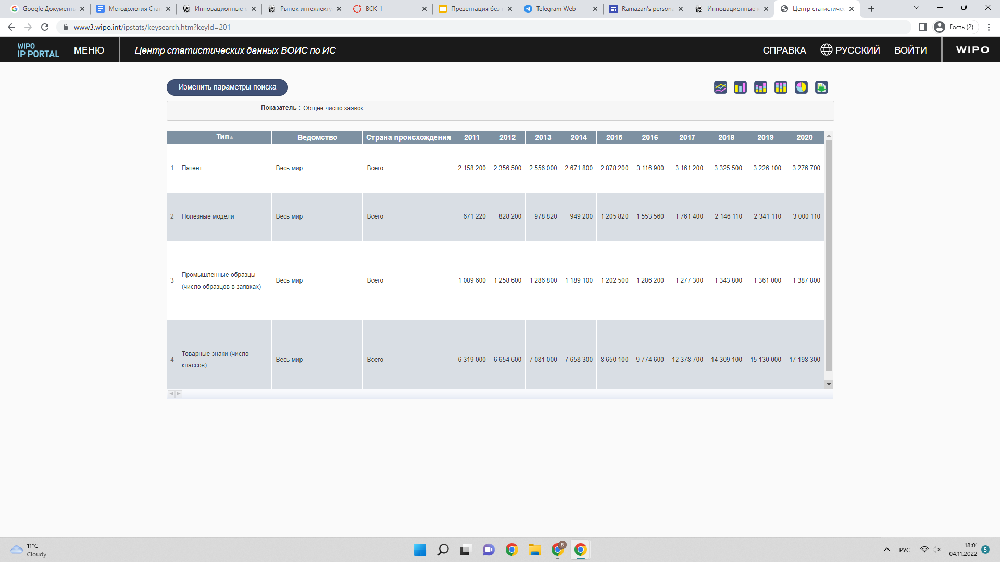 Google Документы
Методология Стат
Инновационные
Рынок интеллекту
ВСК-1
Презентация без
Telegram Web
Ramazan's persona
Инновационные
Центр статистичес
www3.wipo.int/ipstats/keysearch.htm?keyId=201
Гость (2)
WIPO
IP PORTAL
МЕНЮ
Центр статистических данных ВОИС по ИС
СПРАВКА
РУССКИЙ
ВОЙТИ
WIPO
Изменить параметры поиска
Показатель : Общее число заявок
Тип Ведомство Страна происхождения 2011 2012 2013 2014 2015 2016 2017 2018 2019 2020
1 Патент Весь мир Всего 2 158 200 2 356 500 2 556 000 2 671 800 2 878 200 3 116 900 3 161 200 3 325 500 3 226 100 3 276 700
2 Полезные модели Весь мир Всего 671 220 828 200 978 820 949 200 1 205 820 1 553 560 1 761 400 2 146 110 2 341 110 3 000 110
Промышленные образцы -
3 (число образцов в заявках) Весь мир Всего 1 089 600 1 258 600 1 286 800 1 189 100 1 202 500 1 286 200 1 277 300 1 343 800 1 361 000 1 387 800
Товарные знаки (число
4 классов) Весь мир Всего 6 319 000 6 654 600 7 081 000 7 658 300 8 650 100 9 774 600 12 378 700 14 309 100 15 130 000 17 198 300
11°C
Cloudy
Б
РУС
18:01
04.11.2022
5